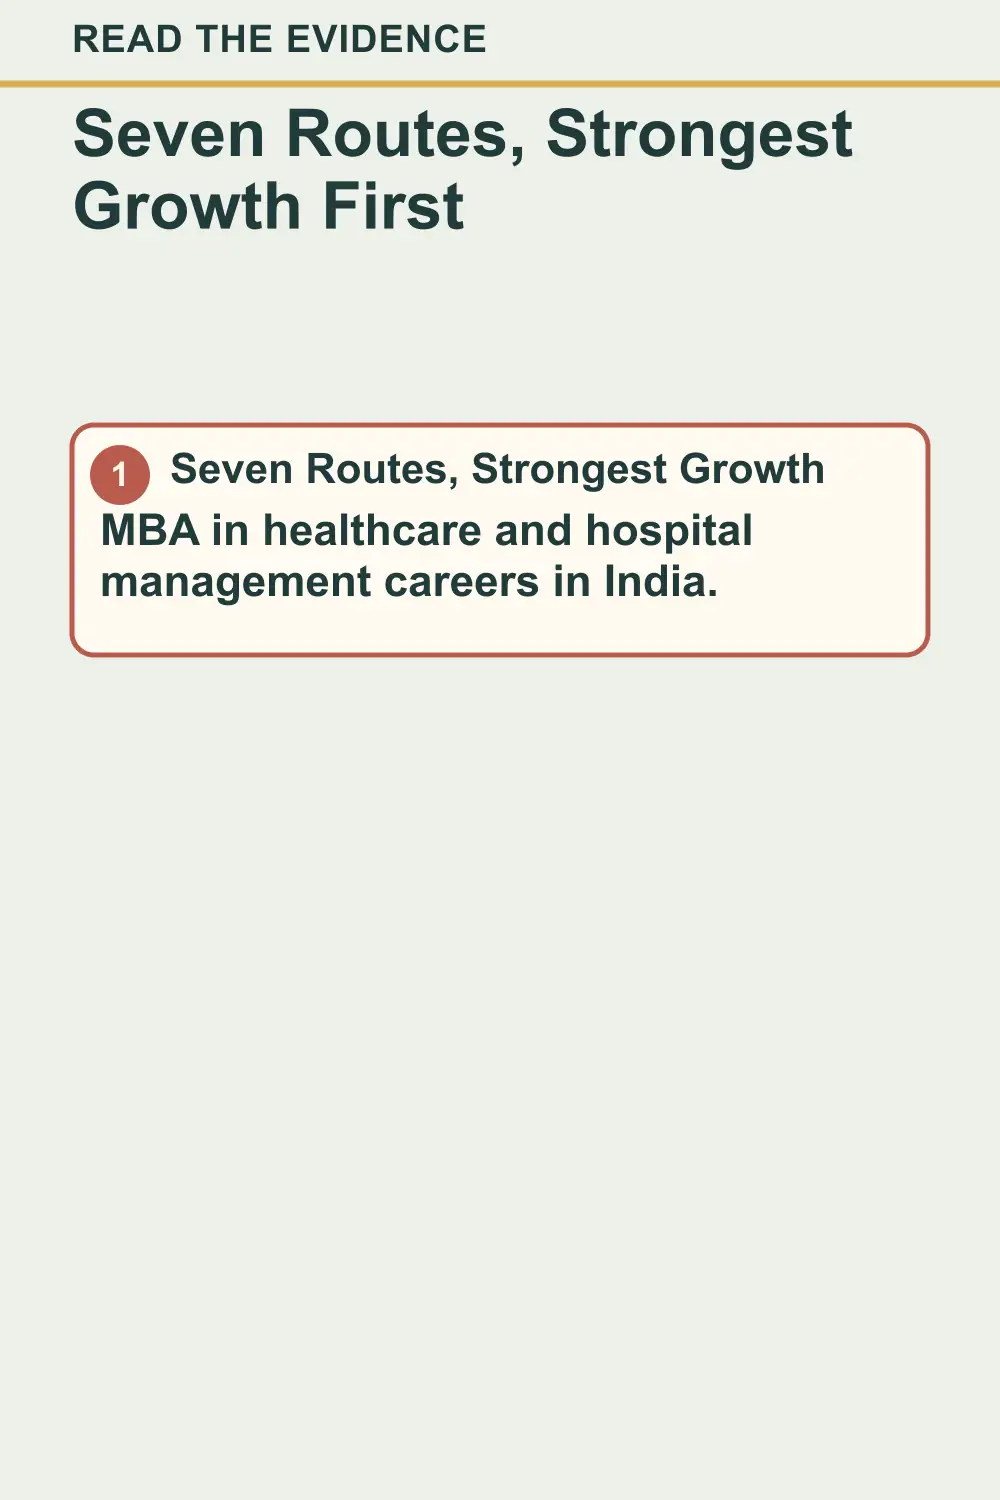 READ THE EVIDENCE
Seven Routes, Strongest
Growth First
1 Seven Routes, Strongest Growth
MBA in healthcare and hospital
management careers in India.